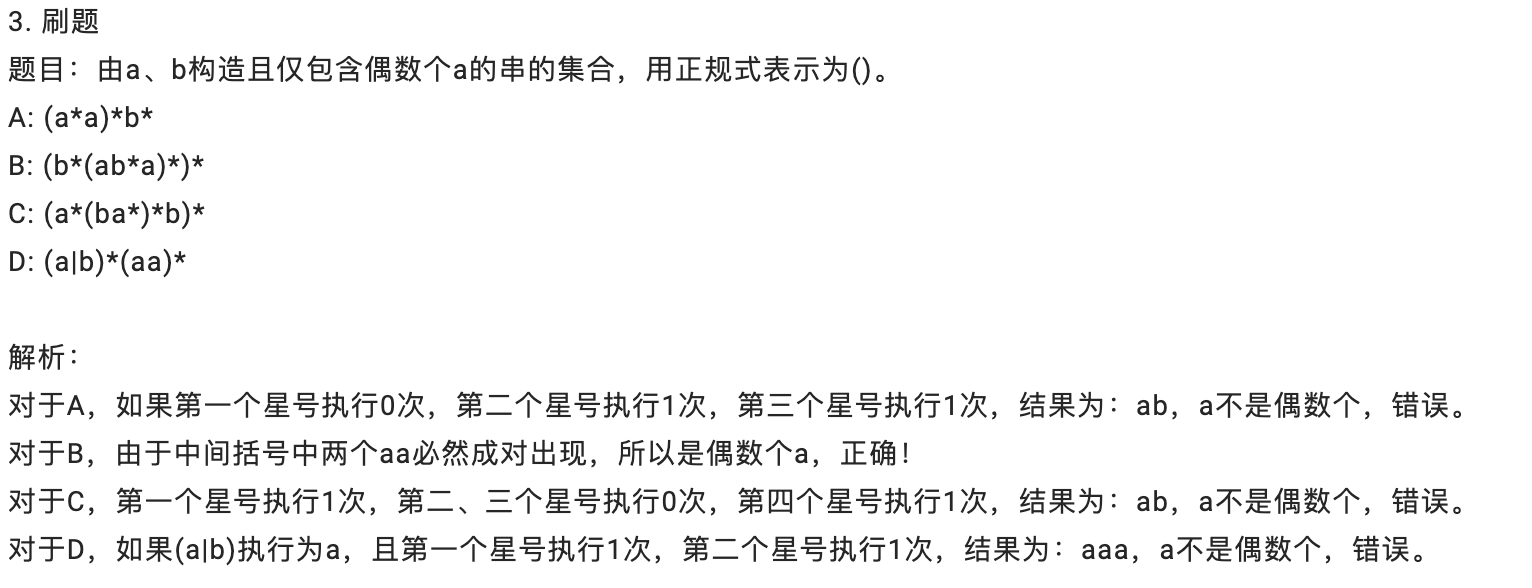 3. 刷题
题目：由a、b构造且仅包含偶数个a的串的集合，用正规式表示为()。
A: (a*a)*b*
B: (b*(ab*a)*)*
C: (a*(ba*)*b)*
D: (a|b)*(aa)*
解析：
对于A，如果第一个星号执行0次，第二个星号执行1次，第三个星号执行1次，结果为：ab，a不是偶数个，错误。
对于B，由于中间括号中两个aa必然成对出现，所以是偶数个a，正确！
对于C，第一个星号执行1次，第二、三个星号执行0次，第四个星号执行1次，结果为：ab，a不是偶数个，错误。
对于D，如果(a|b)执行为a，且第一个星号执行1次，第二个星号执行1次，结果为：aaa，a不是偶数个，错误。